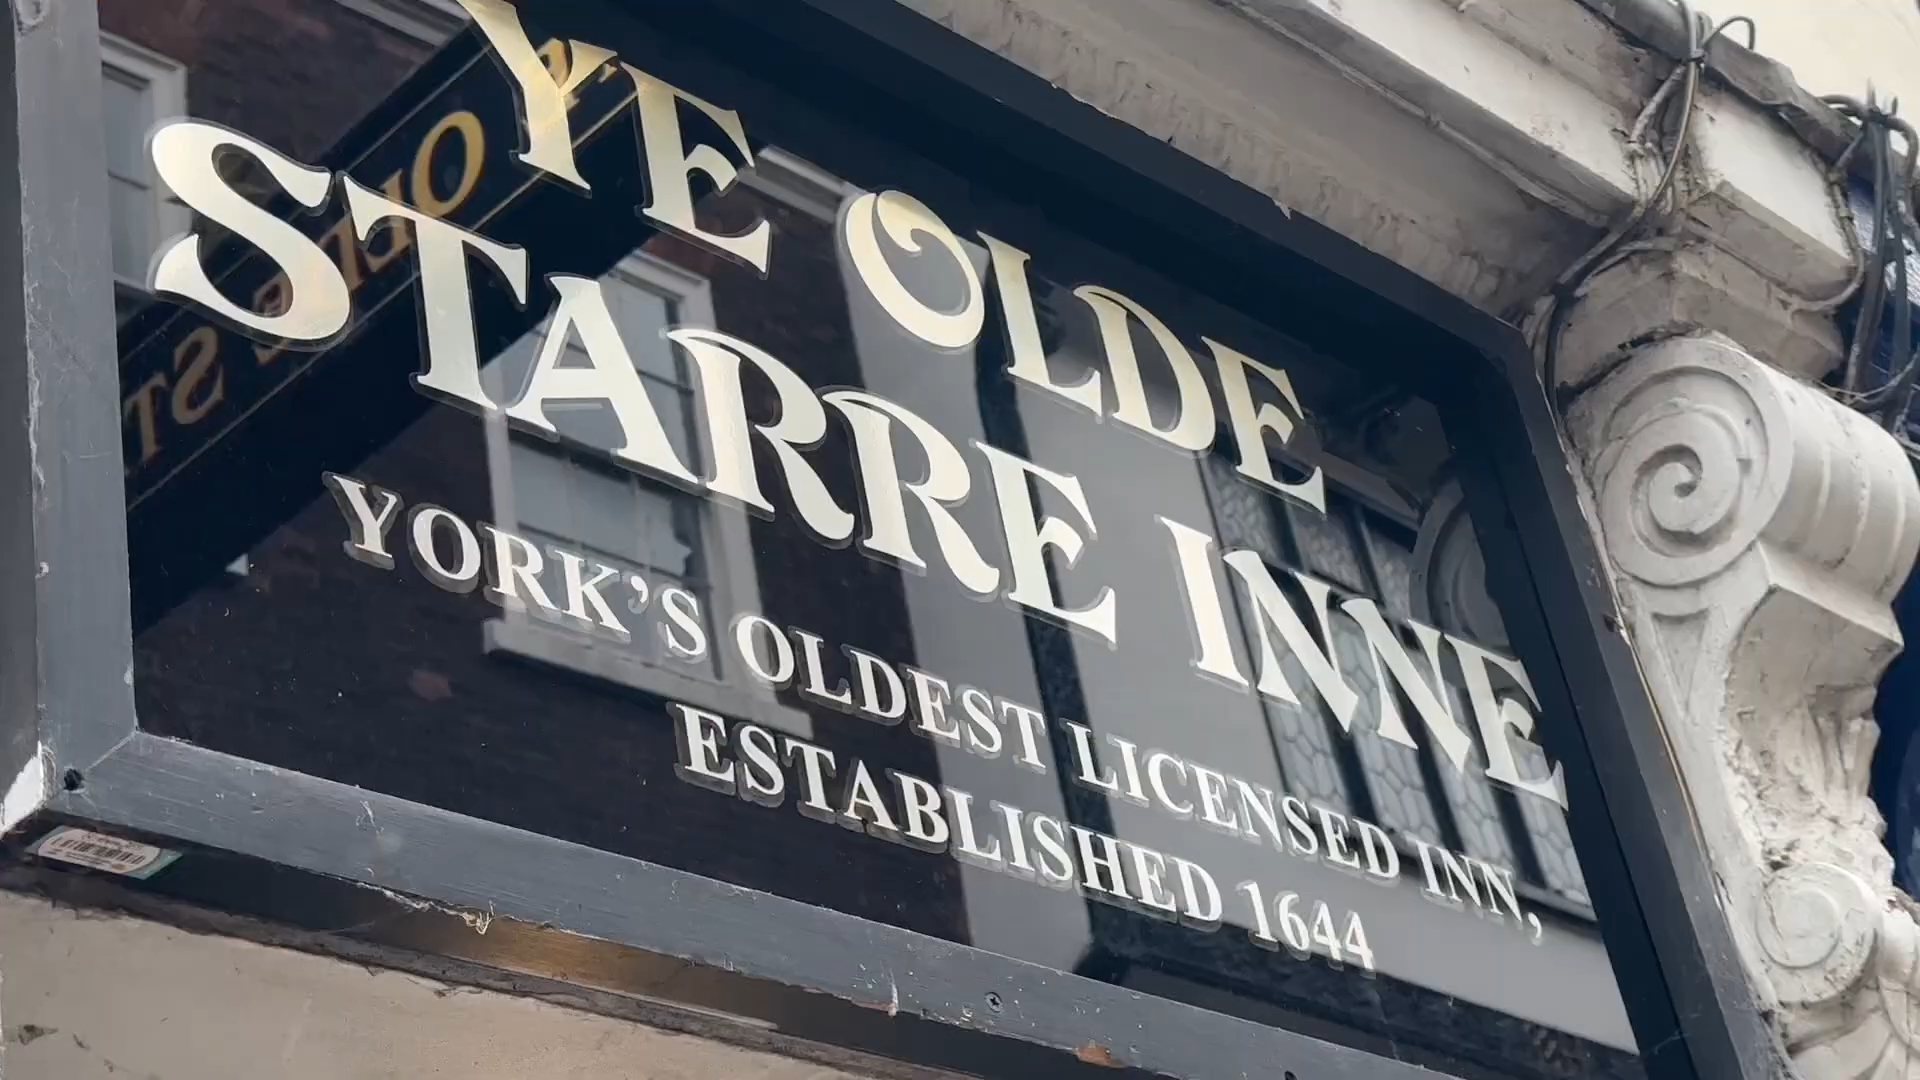 YE OLDE
STARRE INNE
YORK'S OLDEST LICENSED INN,
ESTABLISHED 1644